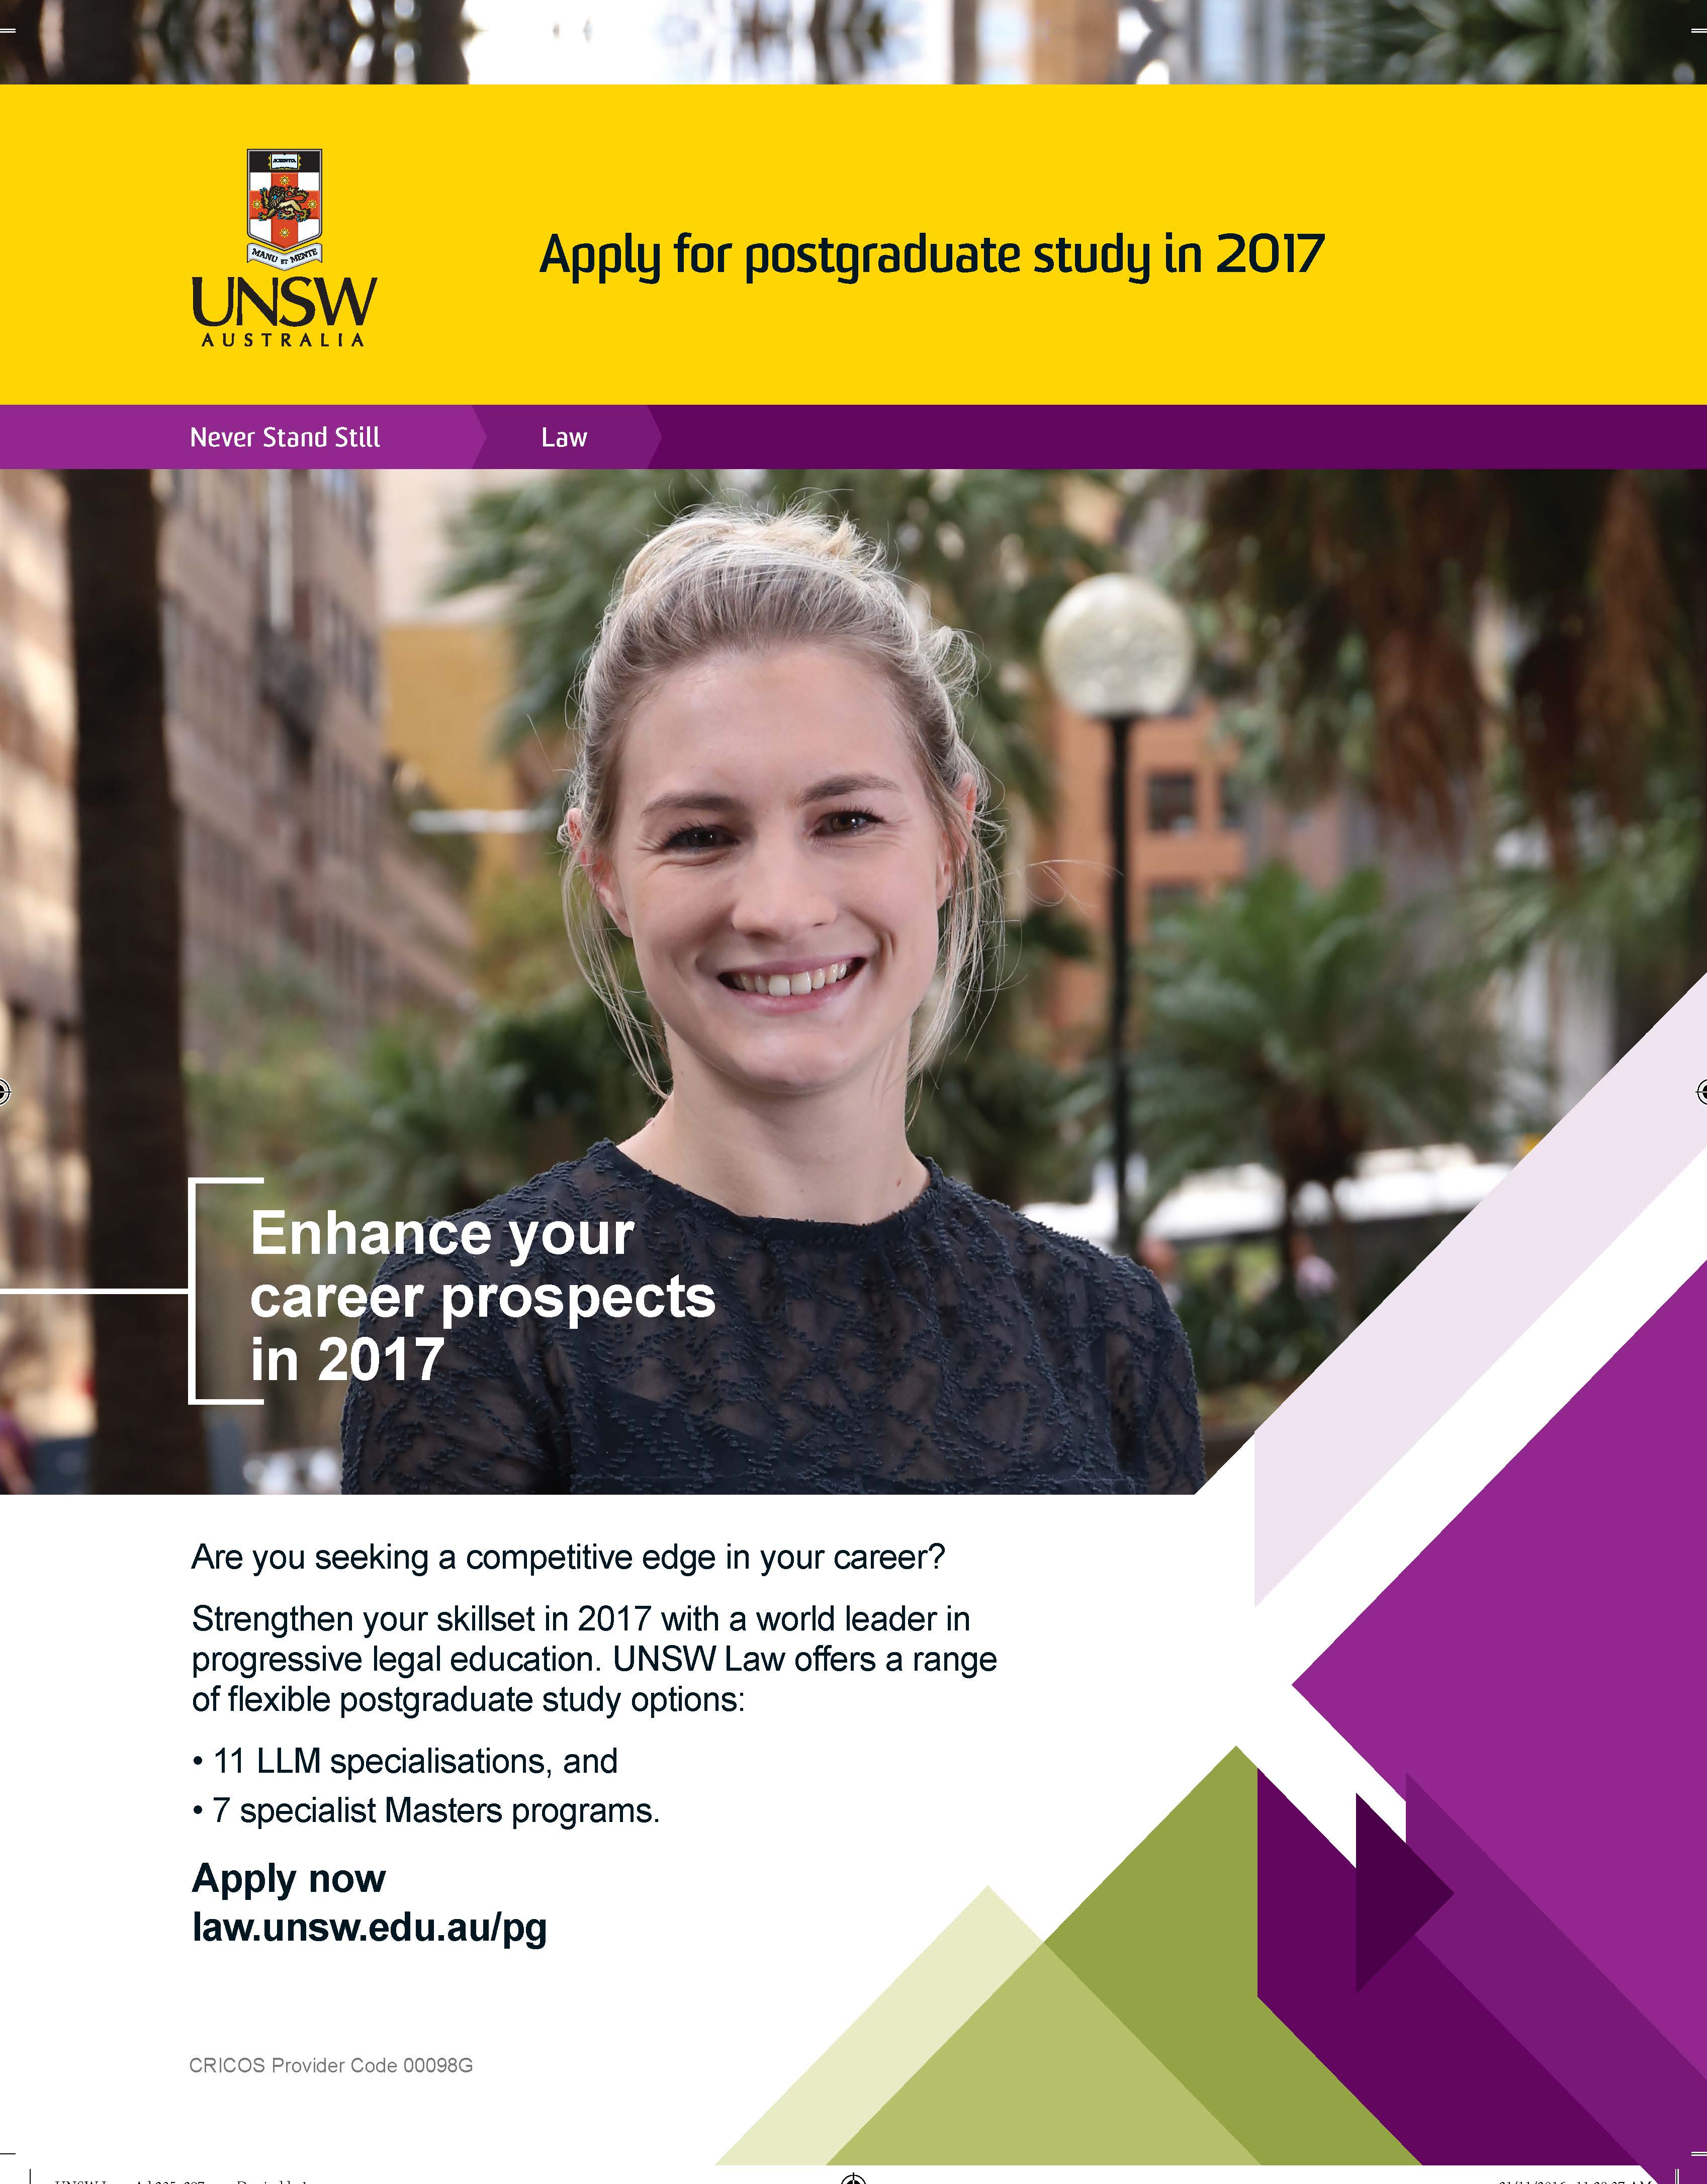 SCIENTIA
MANU ET MENTE
UNSW
AUSTRALIA
Apply for postgraduate study in 2017
Never Stand Still
Law
Enhance your
career prospects
in 2017
Are you seeking a competitive edge in your career?
Strengthen your skillset in 2017 with a world leader in
progressive legal education. UNSW Law offers a range
of flexible postgraduate study options:
• 11 LLM specialisations, and
• 7 specialist Masters programs.
Apply now
law.unsw.edu.au/pg
CRICOS Provider Code 00098G